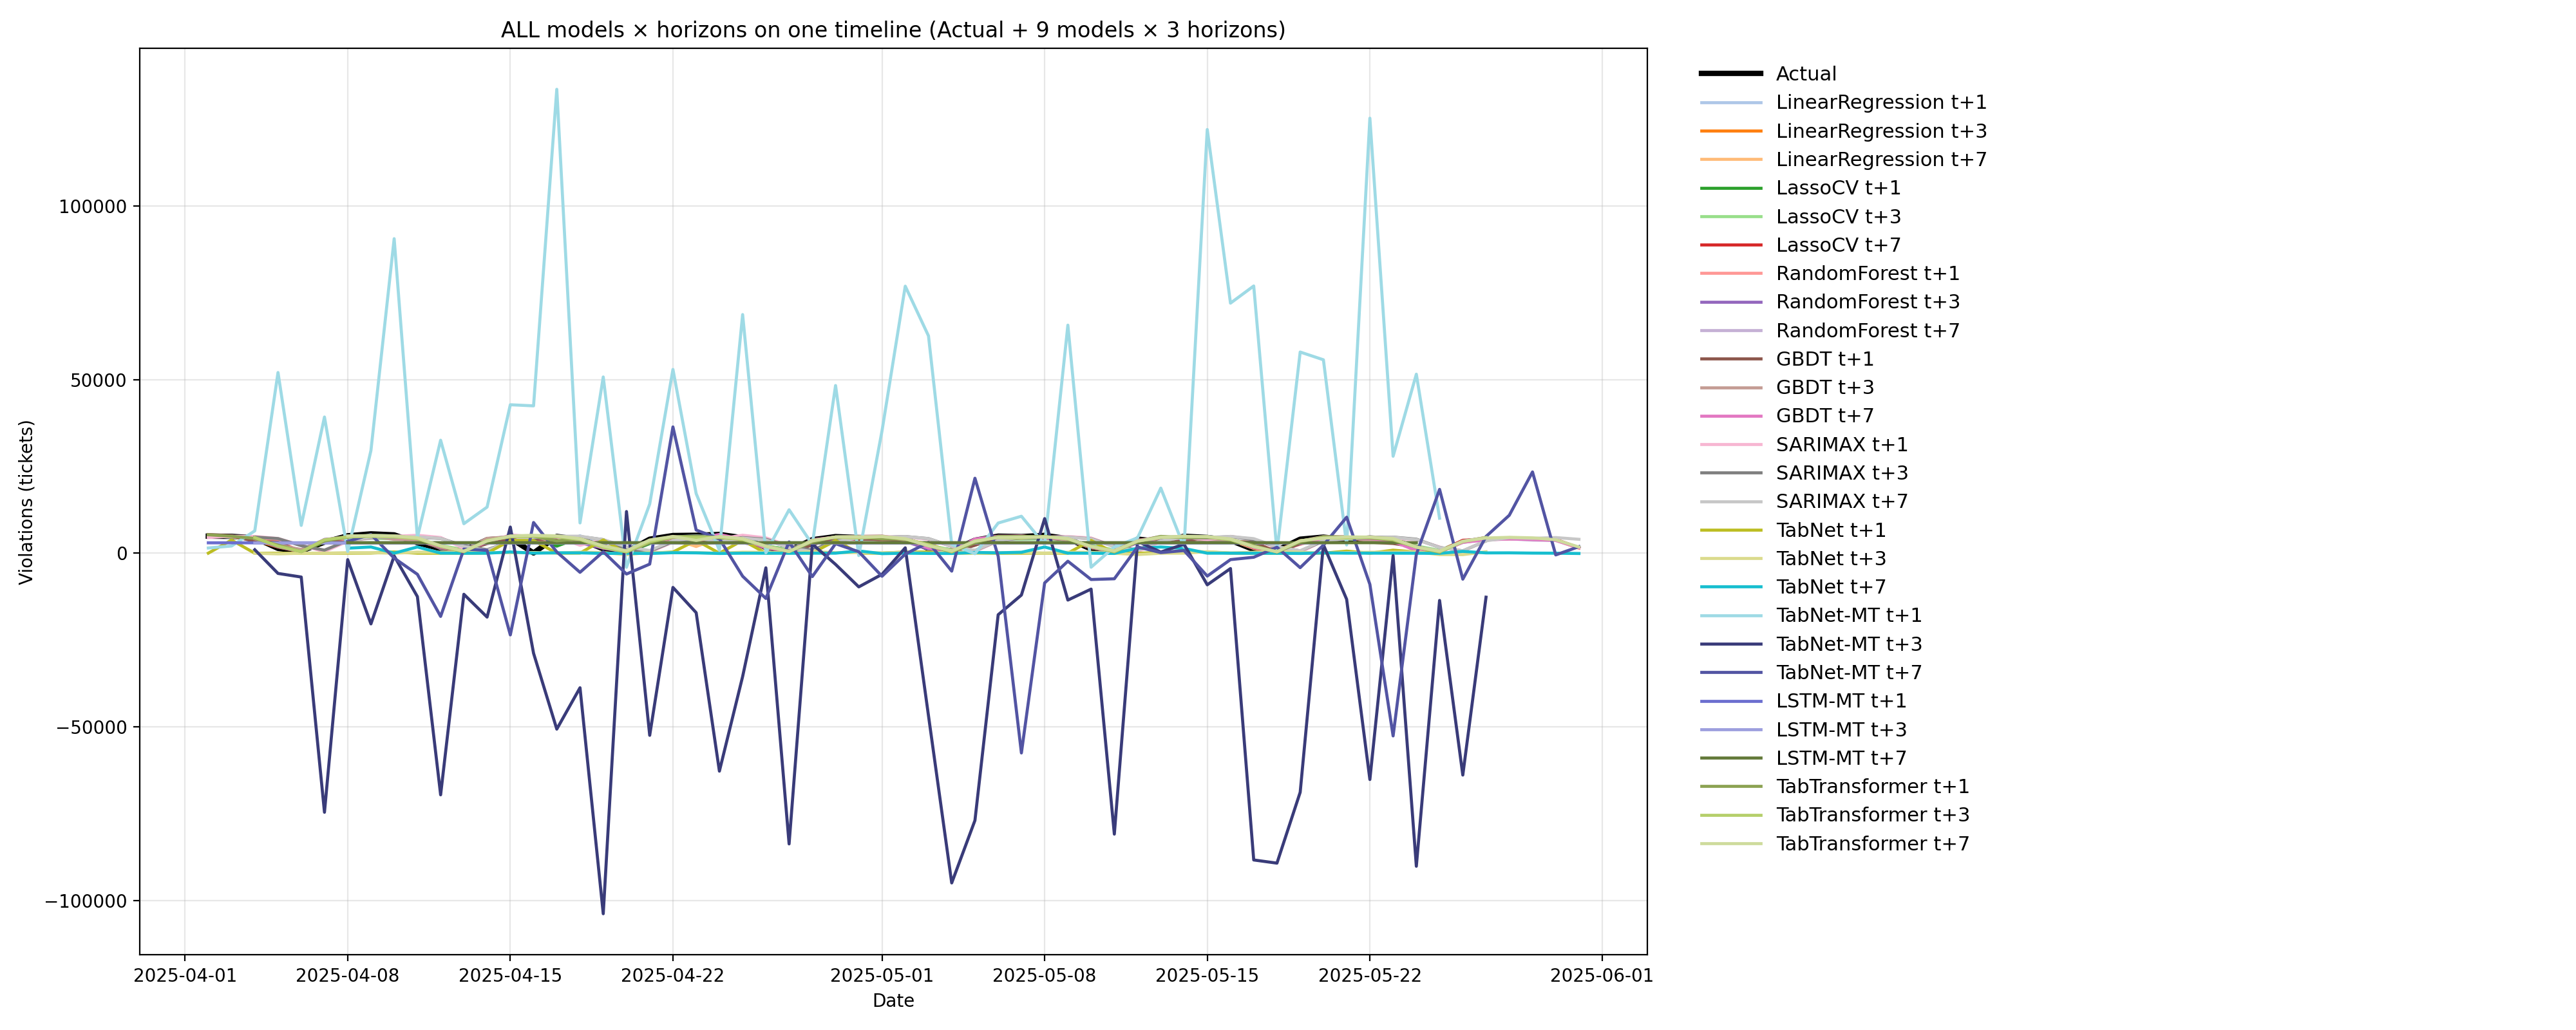 ALL models × horizons on one timeline (Actual + 9 models × 3 horizons)
Violations (tickets)
100000
50000
0
−50000
−100000
2025-04-01
2025-04-08
2025-04-15
2025-04-22
2025-05-01
2025-05-08
2025-05-15
2025-05-22
2025-06-01
Date
Actual
LinearRegression t+1
LinearRegression t+3
LinearRegression t+7
LassoCV t+1
LassoCV t+3
LassoCV t+7
RandomForest t+1
RandomForest t+3
RandomForest t+7
GBDT t+1
GBDT t+3
GBDT t+7
SARIMAX t+1
SARIMAX t+3
SARIMAX t+7
TabNet t+1
TabNet t+3
TabNet t+7
TabNet-MT t+1
TabNet-MT t+3
TabNet-MT t+7
LSTM-MT t+1
LSTM-MT t+3
LSTM-MT t+7
TabTransformer t+1
TabTransformer t+3
TabTransformer t+7